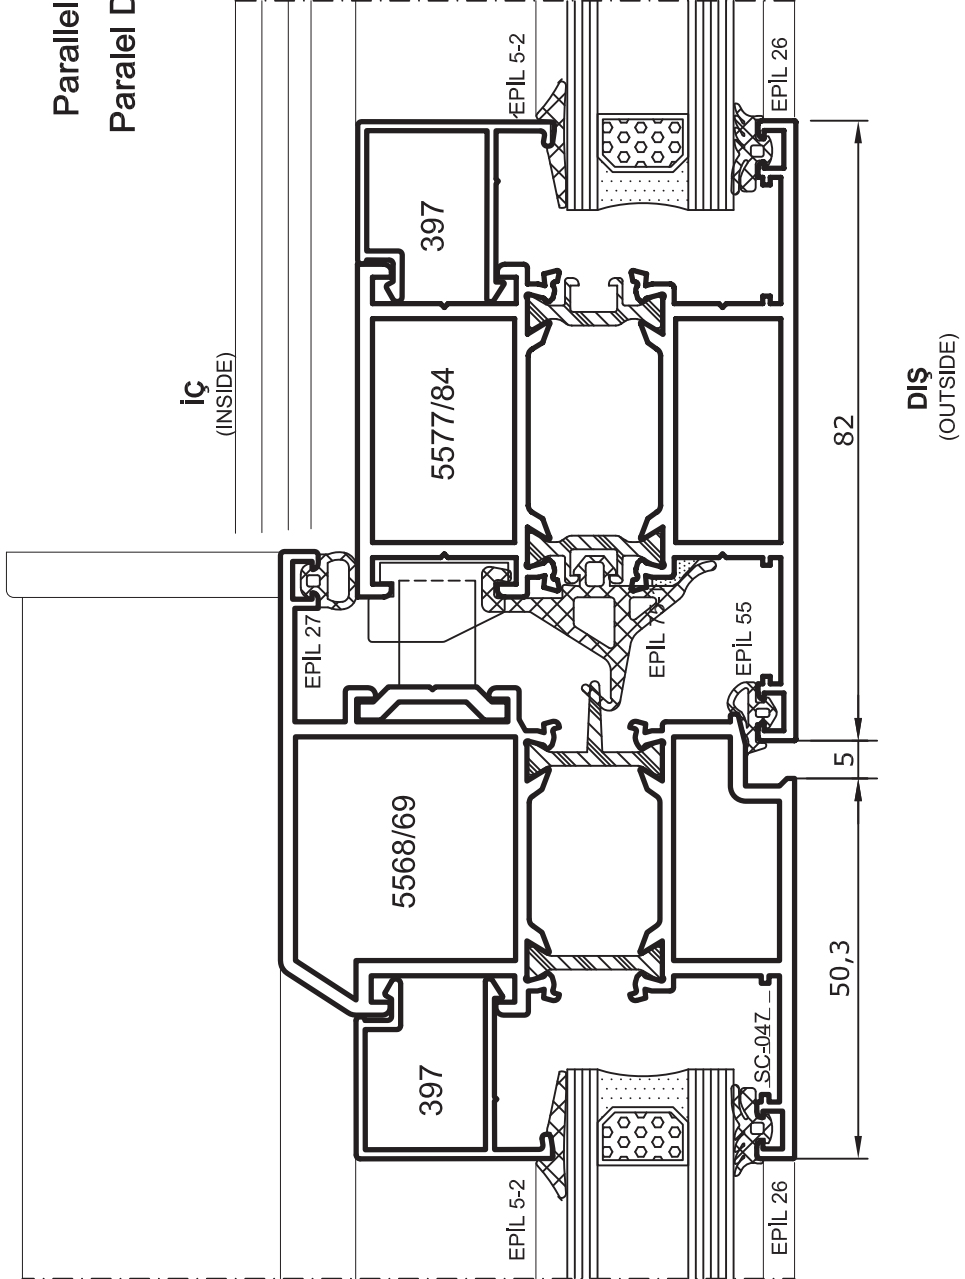 Parallel
Paralel D
İÇ
(INSIDE)
DIŞ
(OUTSIDE)
EPİL 5-2
EPİL 26
397
5577/84
82
EPİL 27
EPİL 55
5
5568/69
50,3
SC-047
397
EPİL 5-2
EPİL 26